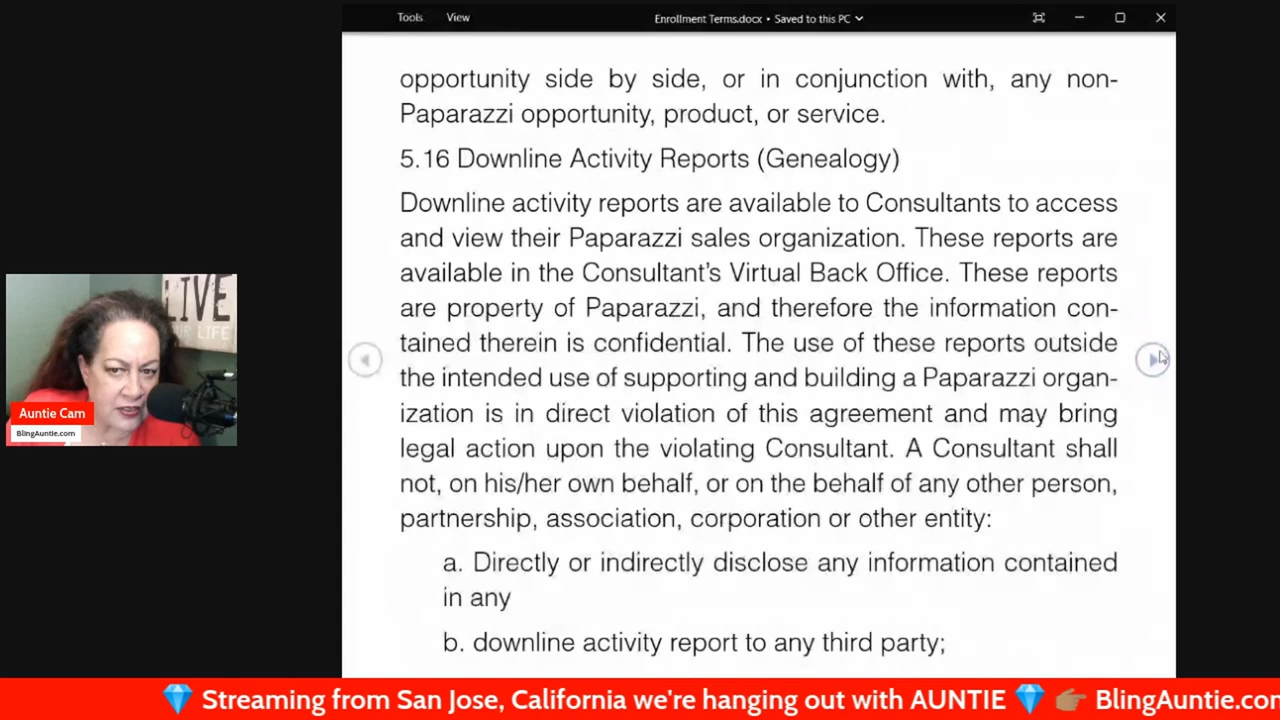 Tools View Enrollment Terms.docx • Saved to this PC
opportunity side by side, or in conjunction with, any non-
Paparazzi opportunity, product, or service.
5.16 Downline Activity Reports (Genealogy)
Downline activity reports are available to Consultants to access
and view their Paparazzi sales organization. These reports are
available in the Consultant's Virtual Back Office. These reports
are property of Paparazzi, and therefore the information con-
tained therein is confidential. The use of these reports outside
the intended use of supporting and building a Paparazzi organ-
ization is in direct violation of this agreement and may bring
legal action upon the violating Consultant. A Consultant shall
not, on his/her own behalf, or on the behalf of any other person,
partnership, association, corporation or other entity:
a. Directly or indirectly disclose any information contained
in any
b. downline activity report to any third party;
LIVE
UR LIFE
Auntie Cam
BlingAuntie.com
💎 Streaming from San Jose, California we're hanging out with AUNTIE 💎 👉🏽 BlingAuntie.com